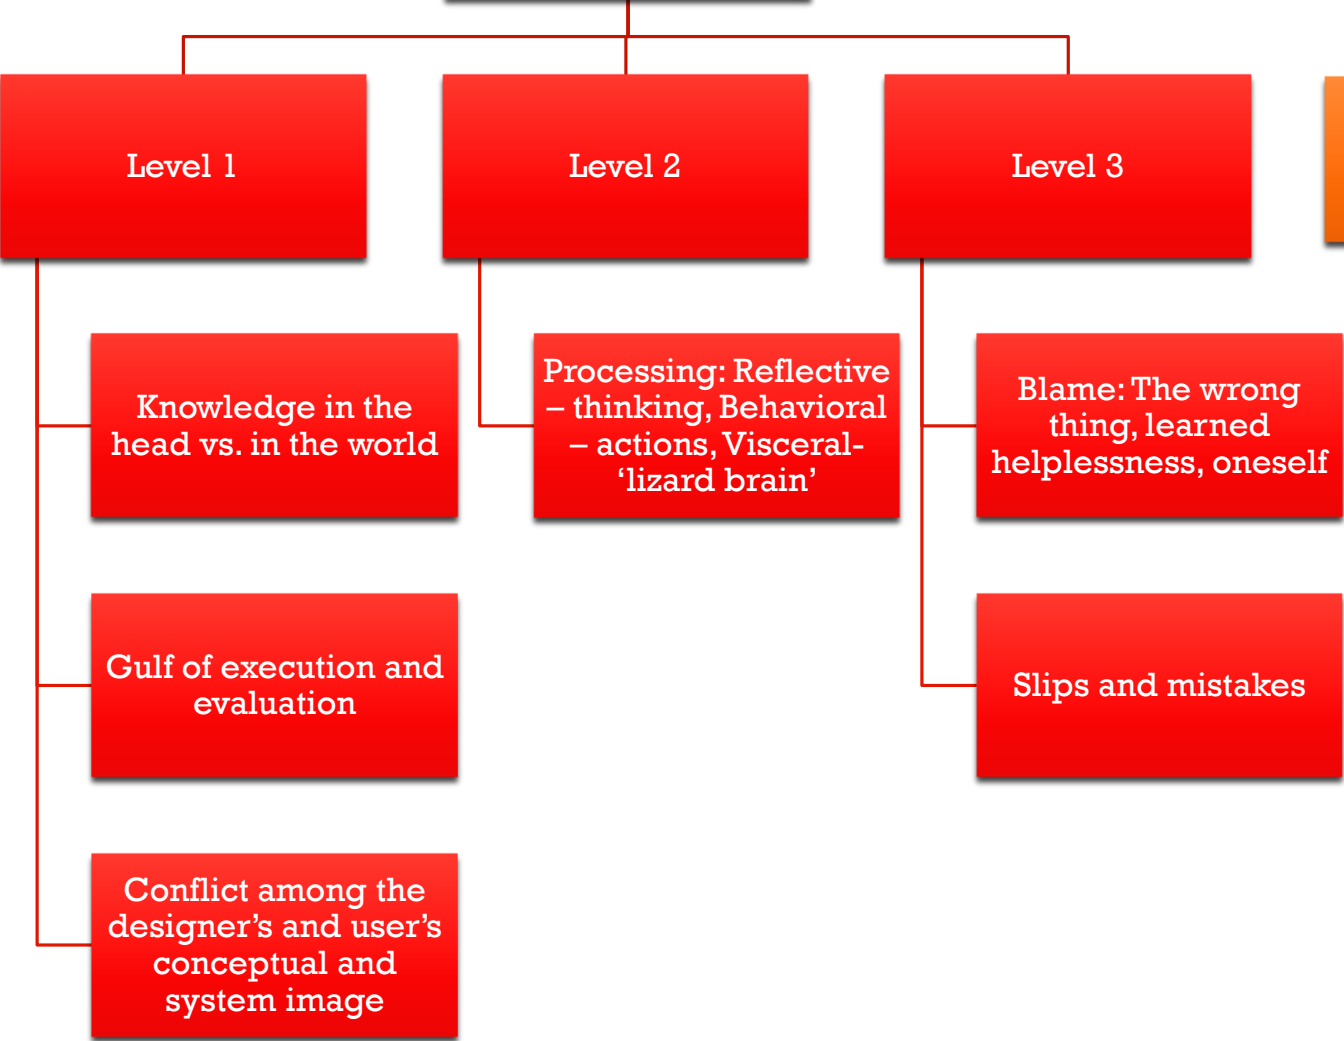 Level 1
Level 2
Level 3
Knowledge in the
head vs. in the world
Processing: Reflective
– thinking, Behavioral
– actions, Visceral-
‘lizard brain’
Blame: The wrong
thing, learned
helplessness, oneself
Gulf of execution and
evaluation
Slips and mistakes
Conflict among the
designer’s and user’s
conceptual and
system image